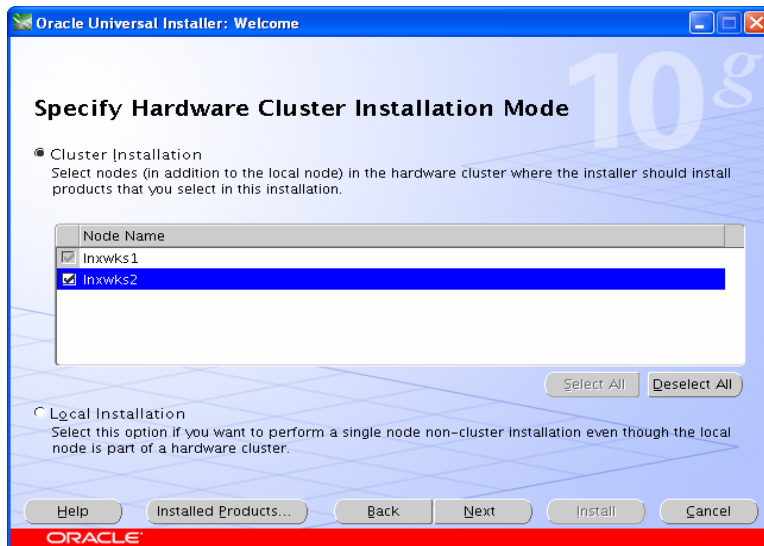 Oracle Universal Installer: Welcome
10g
Specify Hardware Cluster Installation Mode
Cluster Installation
Select nodes (in addition to the local node) in the hardware cluster where the installer should install
products that you select in this installation.
Node Name
lnxwks1
lnxwks2
Select All Deselect All
Local Installation
Select this option if you want to perform a single node non-cluster installation even though the local
node is part of a hardware cluster.
Help Installed Products... Back Next Install Cancel
ORACLE